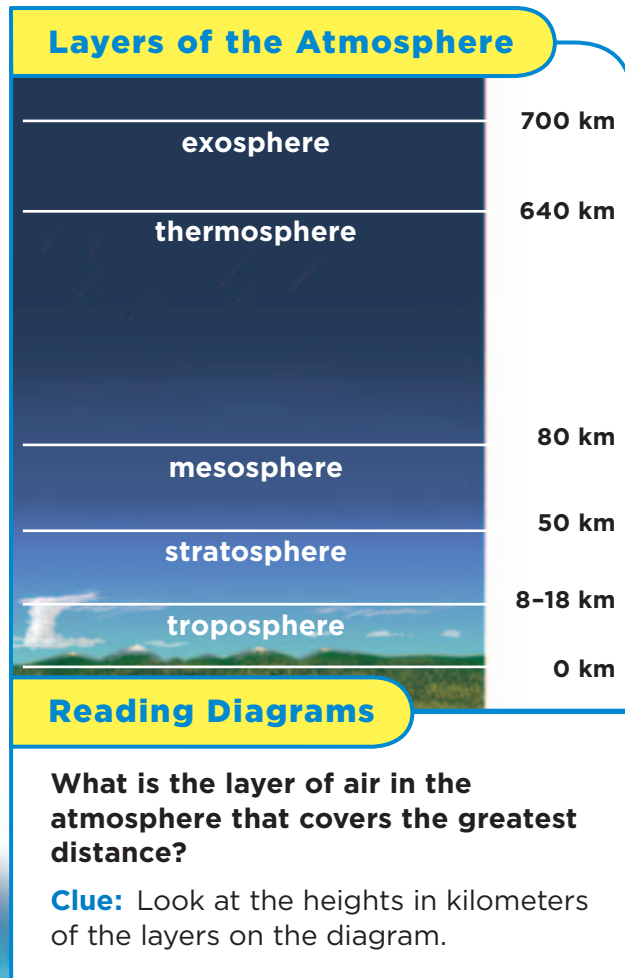 Layers of the Atmosphere
700 km
exosphere
640 km
thermosphere
80 km
mesosphere
50 km
stratosphere
8–18 km
troposphere
0 km
Reading Diagrams
What is the layer of air in the
atmosphere that covers the greatest
distance?
Clue: Look at the heights in kilometers
of the layers on the diagram.